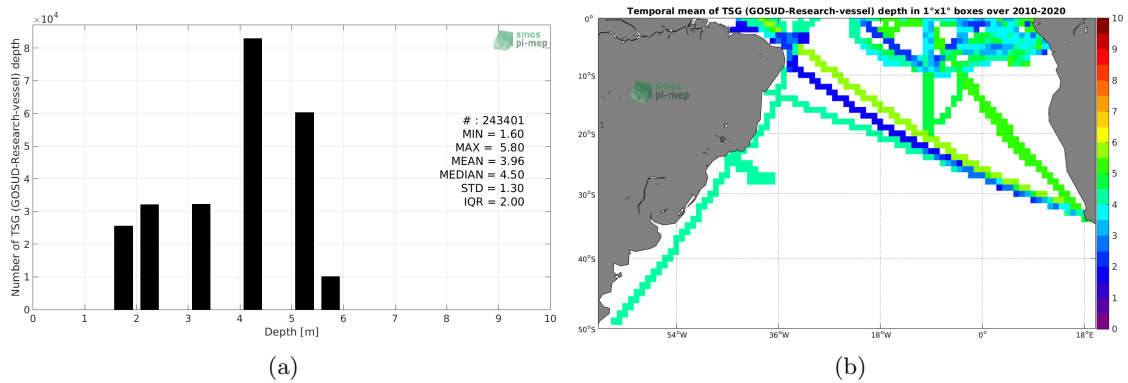 ×10⁴
8
7
6
5
4
3
2
1
0
Number of TSG (GOSUD-Research-vessel) depth
0 1 2 3 4 5 6 7 8 9 10
Depth [m]
smos
pi-mep
# : 243401
MIN = 1.60
MAX = 5.80
MEAN = 3.96
MEDIAN = 4.50
STD = 1.30
IQR = 2.00
(a)
Temporal mean of TSG (GOSUD-Research-vessel) depth in 1°x1° boxes over 2010-2020
0°
10°S
20°S
30°S
40°S
50°S
54°W 36°W 18°W 0° 18°E
smos
pi-mep
10
9
8
7
6
5
4
3
2
1
0
(b)